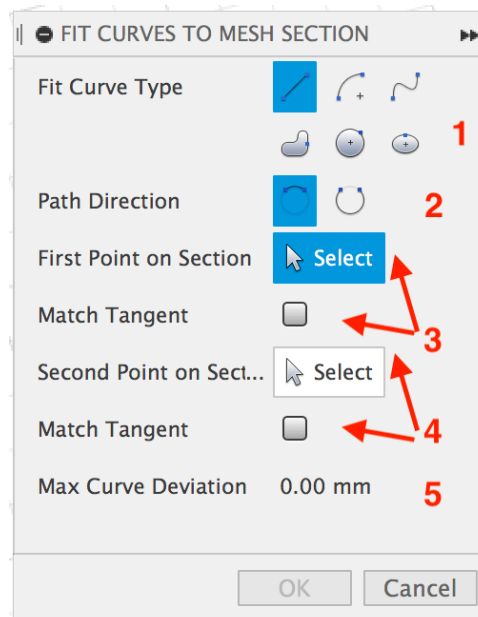 FIT CURVES TO MESH SECTION
Fit Curve Type
1
Path Direction
2
First Point on Section
Select
Match Tangent
3
Second Point on Sect...
Select
Match Tangent
4
Max Curve Deviation
0.00 mm
5
OK
Cancel